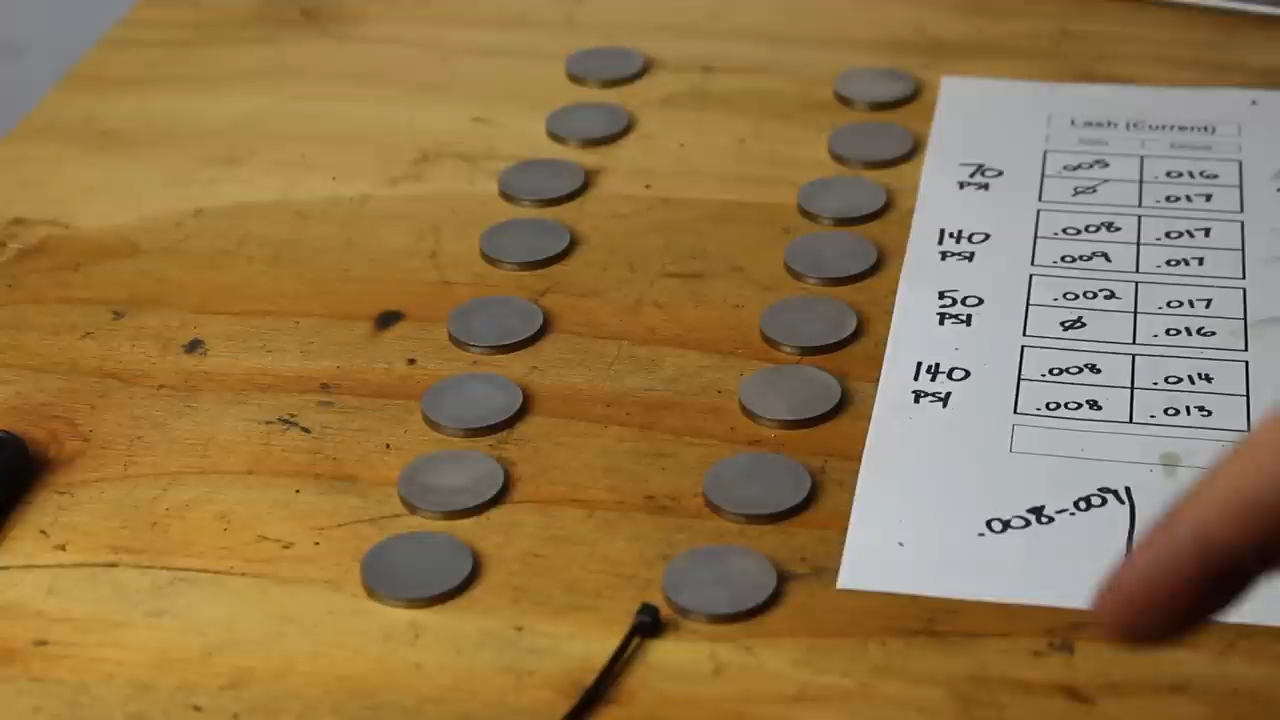 Lash (Current)
70 PSI
.005 .016
ϕ .017
140 PSI
.008 .017
.009 .017
50 PSI
.002 .017
ϕ .016
140 PSI
.008 .014
.008 .013
.008-.009